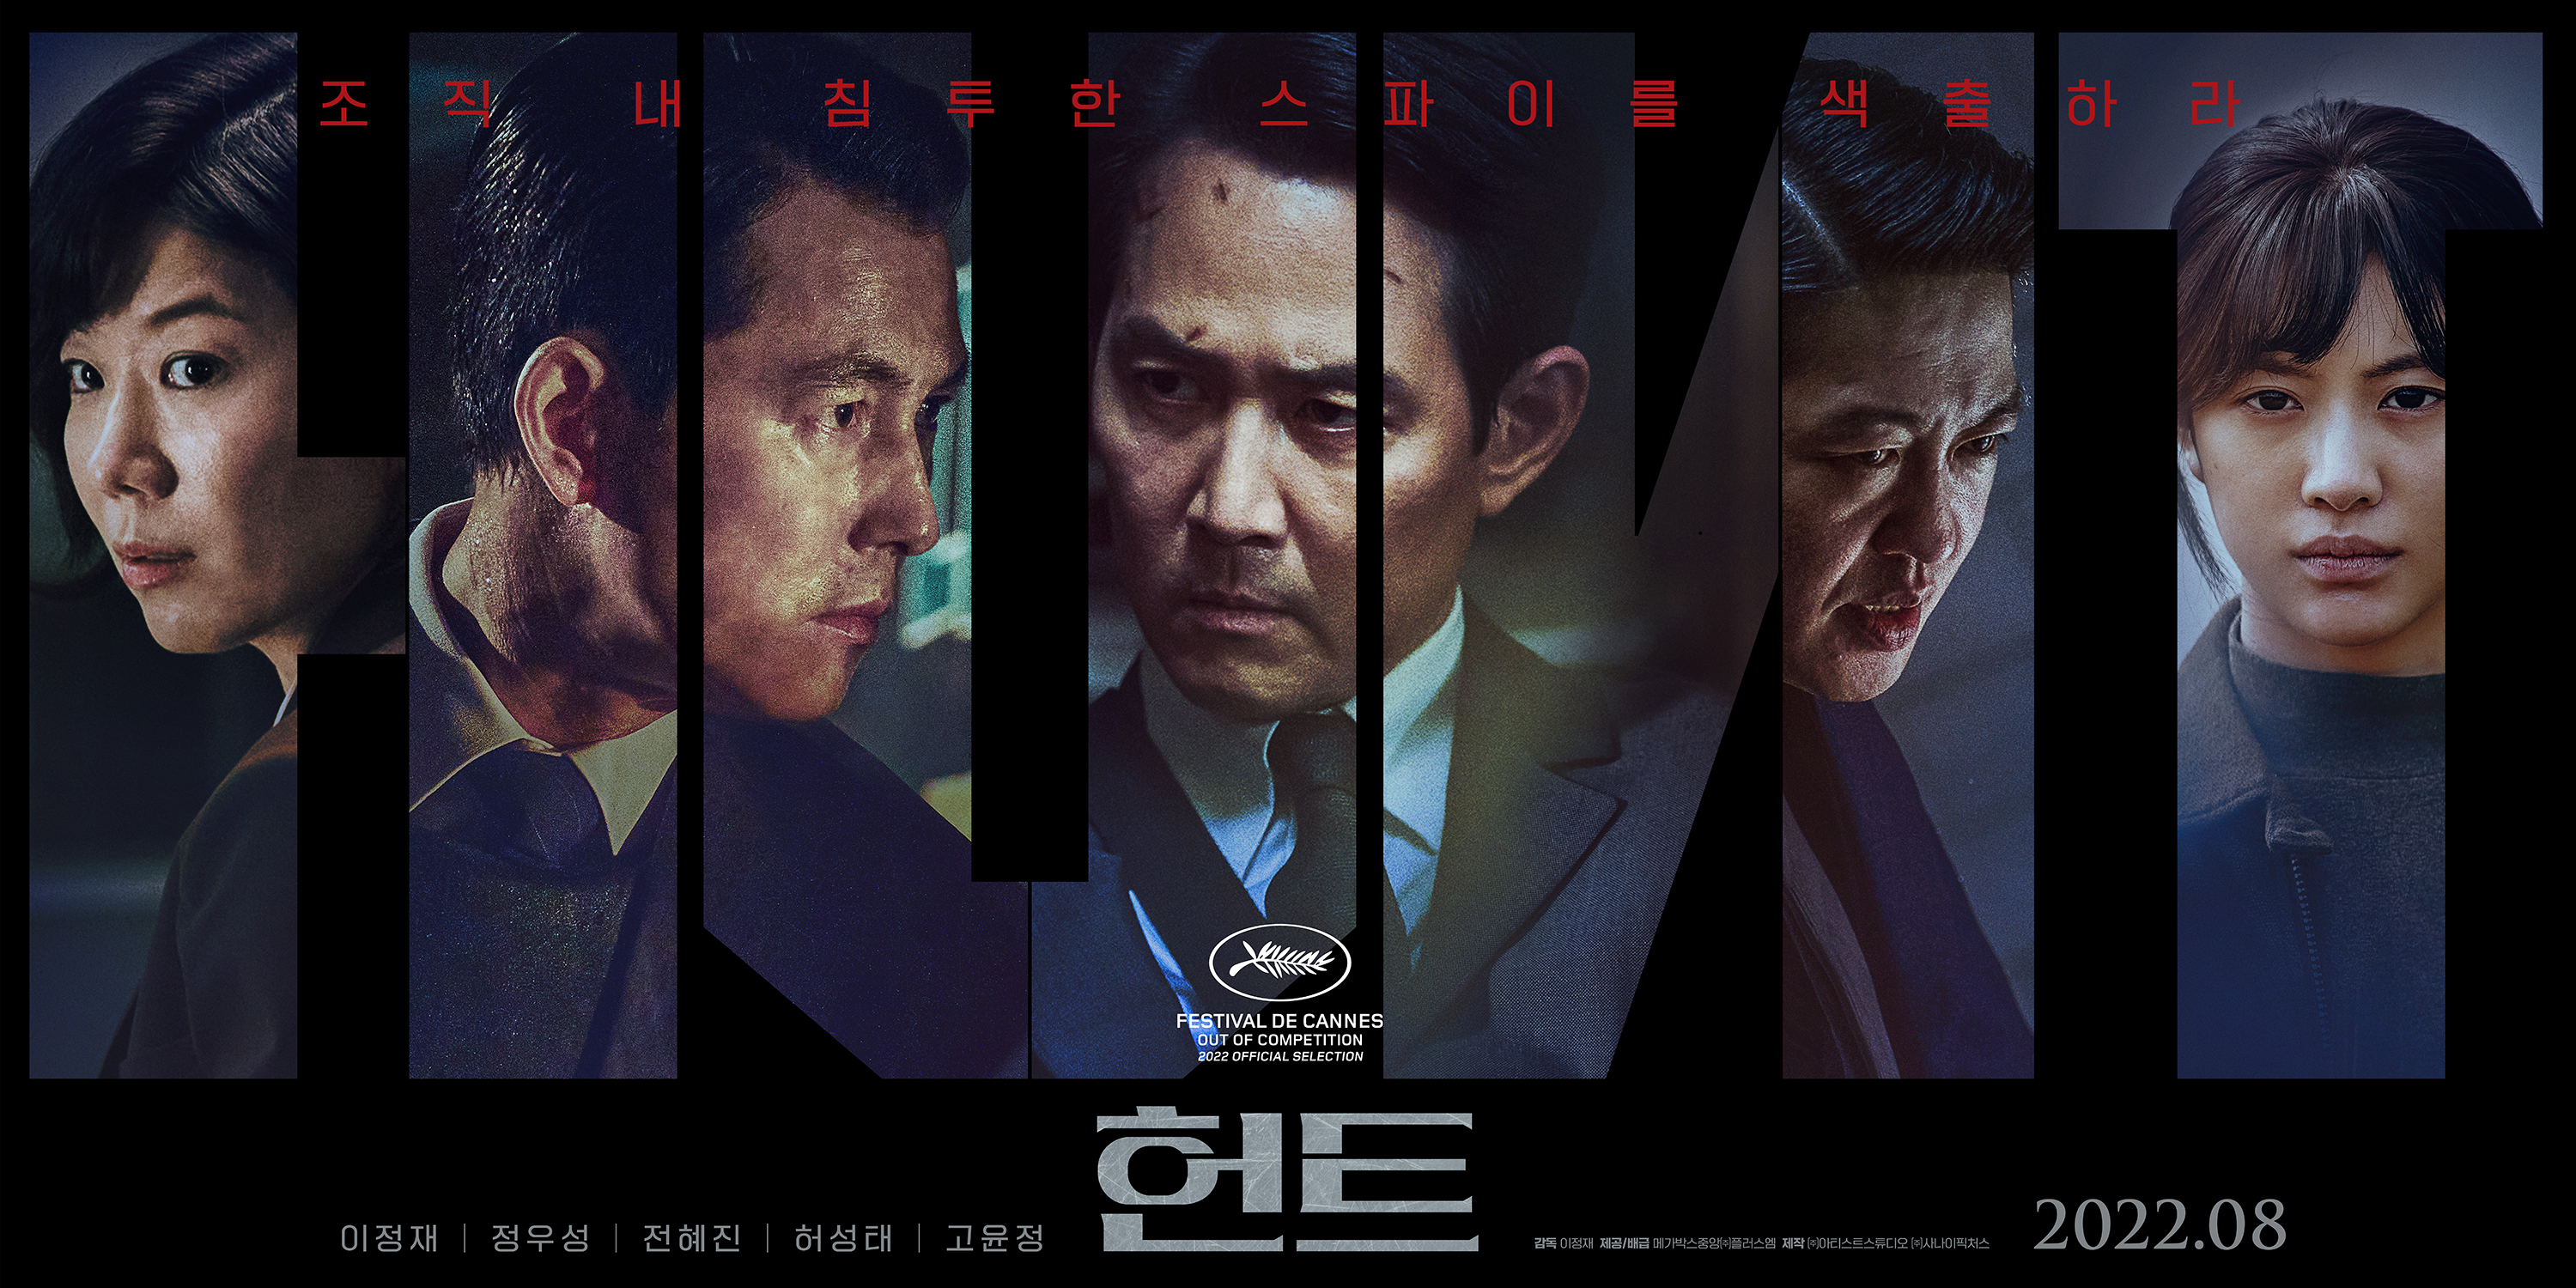 조직 내 침투한 스파이를 색출하라
HUNT
FESTIVAL DE CANNES
OUT OF COMPETITION
2022 OFFICIAL SELECTION
헌트
이정재 | 정우성 | 전혜진 | 허성태 | 고윤정
감독 이정재 제공/배급 메가박스중앙㈜플러스엠 제작 ㈜아티스트스튜디오 ㈜사나이픽처스
2022.08